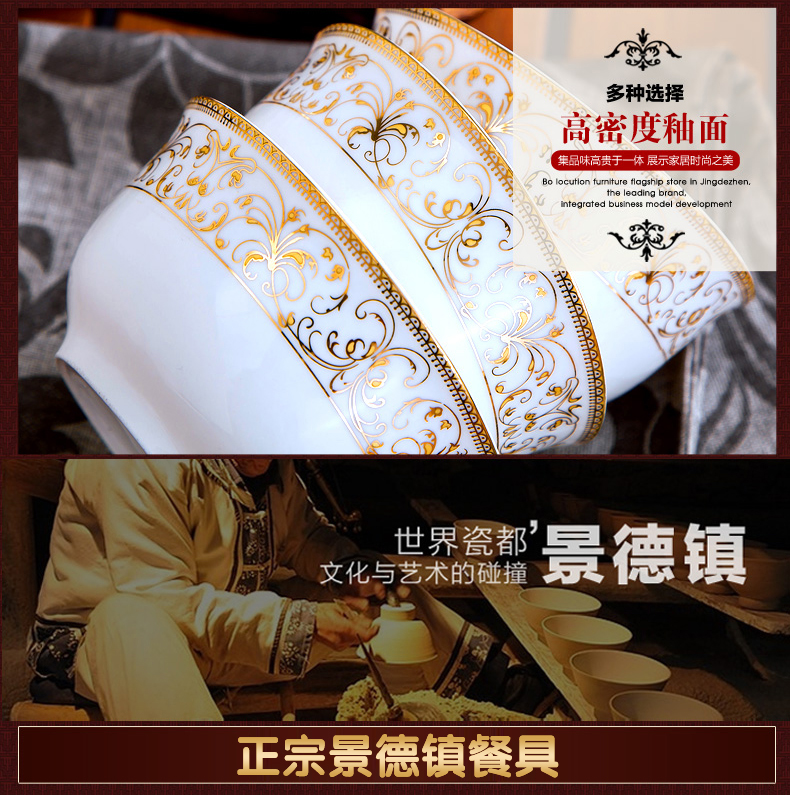 多种选择
高密度釉面
集品味高贵于一体 展示家居时尚之美
Bo locution furniture flagship store in Jingdezhen,
the leading brand,
integrated business model development
世界瓷都’景德镇
文化与艺术的碰撞
正宗景德镇餐具